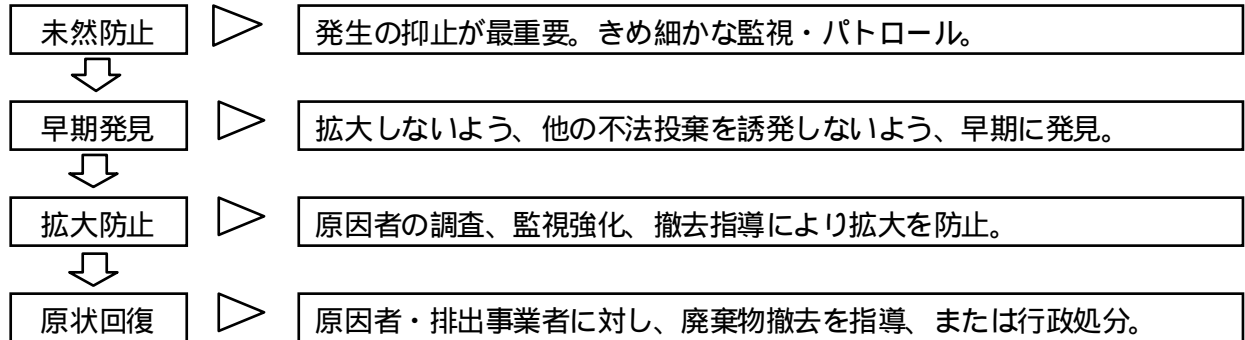 未然防止
発生の抑止が最重要。きめ細かな監視・パトロール。
早期発見
拡大しないよう、他の不法投棄を誘発しないよう、早期に発見。
拡大防止
原因者の調査、監視強化、撤去指導により拡大を防止。
原状回復
原因者・排出事業者に対し、廃棄物撤去を指導、または行政処分。